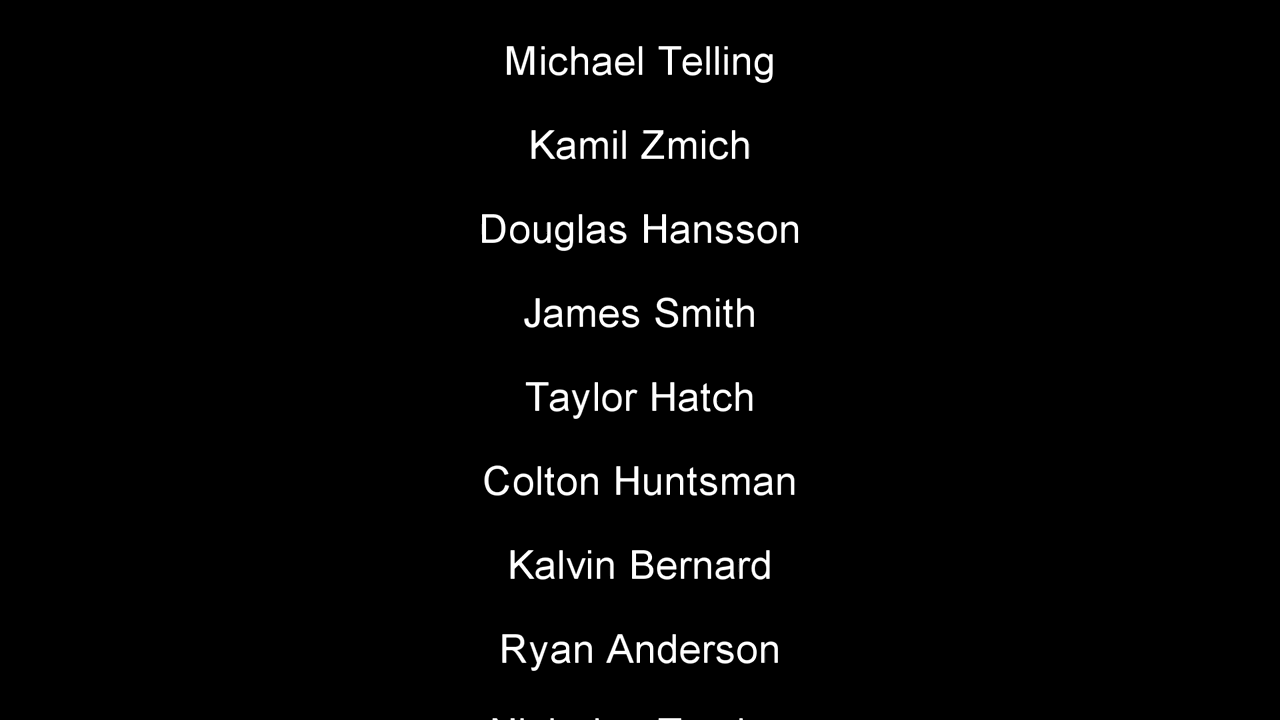 Michael Telling
Kamil Zmich
Douglas Hansson
James Smith
Taylor Hatch
Colton Huntsman
Kalvin Bernard
Ryan Anderson